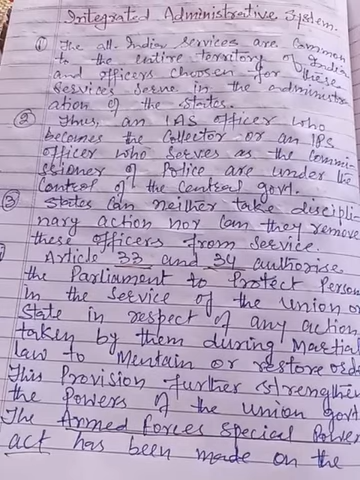 Integrated Administrative System.
① The all-Indian services are common
to the entire territory of India
and officers chosen for these
services serve in the administr
ation of the states.
② Thus, an IAS officer who
becomes the Collector or an IPS
officer who serves as the commi
ssioner of Police are under the
control of the central govt.
③ States can neither take discipli
nary action nor can they remove
these officers from service.
Article 33 and 34 authorise
the Parliament to Protect Person
in the service of the union or
state in respect of any action
taken by them during Martial
law to Mentain or restore orde
This Provision further strengthen
the Powers of the union govt.
The Armed forces special Power
act has been made on the